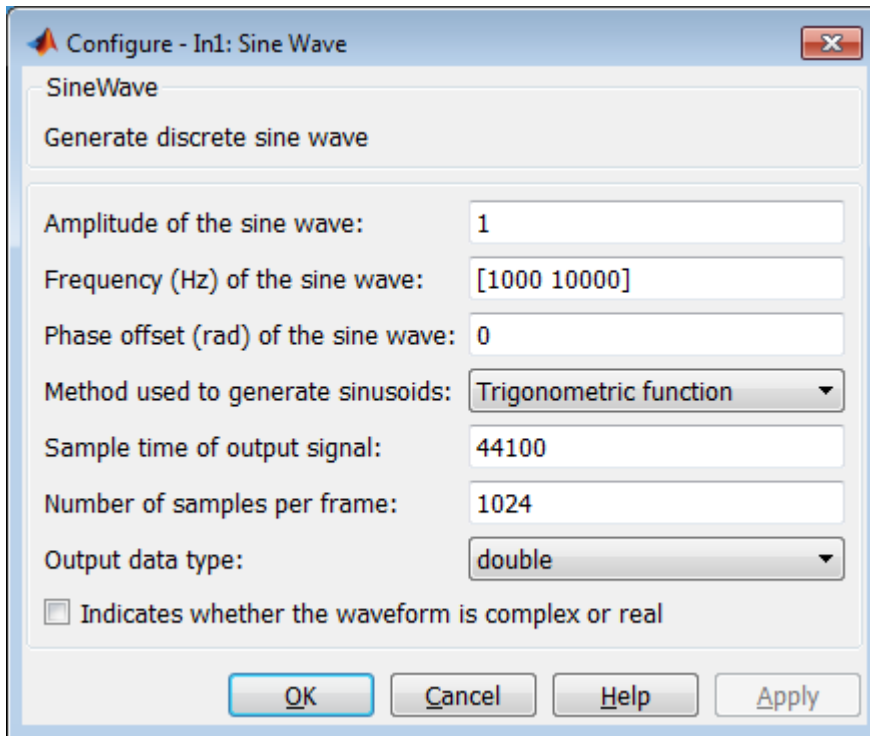 Configure - In1: Sine Wave
SineWave
Generate discrete sine wave
Amplitude of the sine wave: 1
Frequency (Hz) of the sine wave: [1000 10000]
Phase offset (rad) of the sine wave: 0
Method used to generate sinusoids: Trigonometric function
Sample time of output signal: 44100
Number of samples per frame: 1024
Output data type: double
Indicates whether the waveform is complex or real
OK Cancel Help Apply